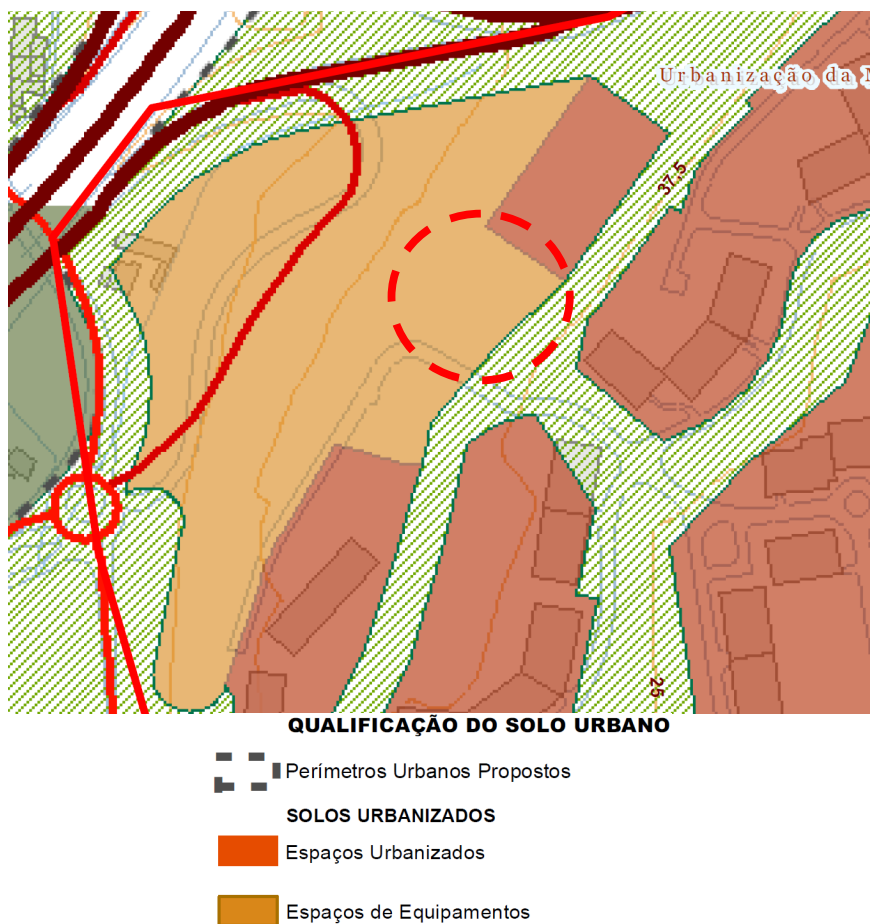 Urbanização da
37,5
25
QUALIFICAÇÃO DO SOLO URBANO
Perímetros Urbanos Propostos
SOLOS URBANIZADOS
Espaços Urbanizados
Espaços de Equipamentos